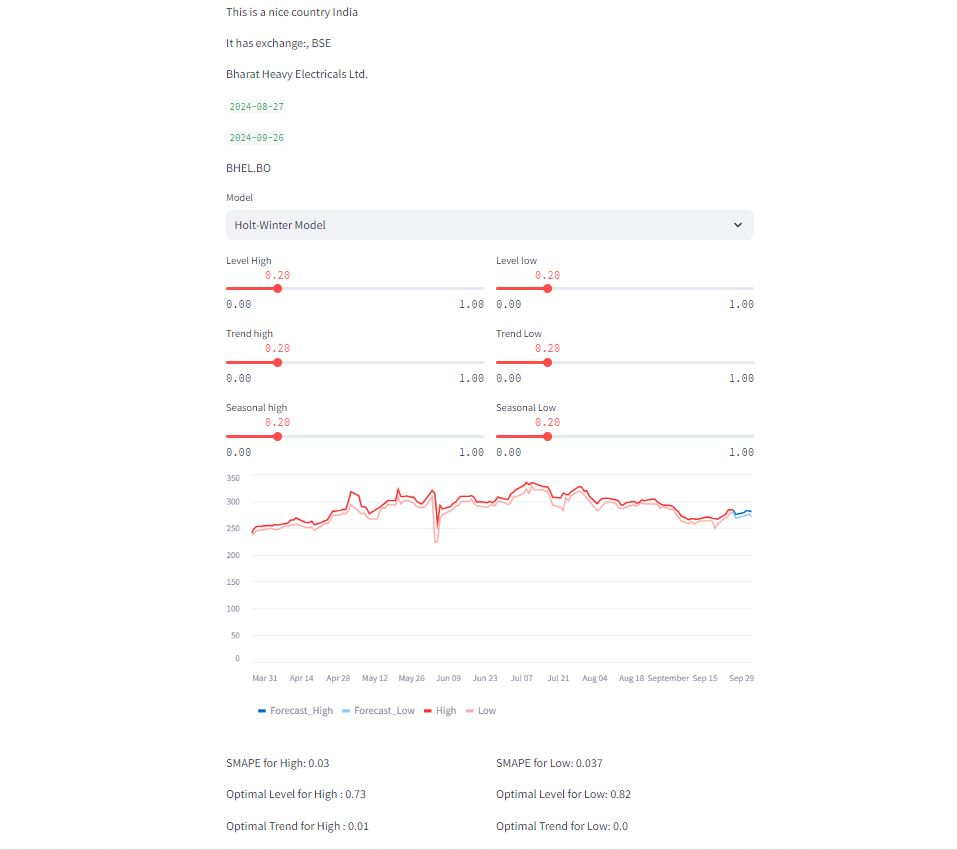 This is a nice country India
It has exchange:, BSE
Bharat Heavy Electricals Ltd.
2024-08-27
2024-09-26
BHEL.BO
Model
Holt-Winter Model
Level High Level low
0.20 0.20
0.00 1.00 0.00 1.00
Trend high Trend Low
0.20 0.20
0.00 1.00 0.00 1.00
Seasonal high Seasonal Low
0.20 0.20
0.00 1.00 0.00 1.00
350
300
250
200
150
100
50
0
Mar 31 Apr 14 Apr 28 May 12 May 26 Jun 09 Jun 23 Jul 07 Jul 21 Aug 04 Aug 18 September Sep 15 Sep 29
Forecast_High Forecast_Low High Low
SMAPE for High: 0.03 SMAPE for Low: 0.037
Optimal Level for High : 0.73 Optimal Level for Low: 0.82
Optimal Trend for High : 0.01 Optimal Trend for Low: 0.0